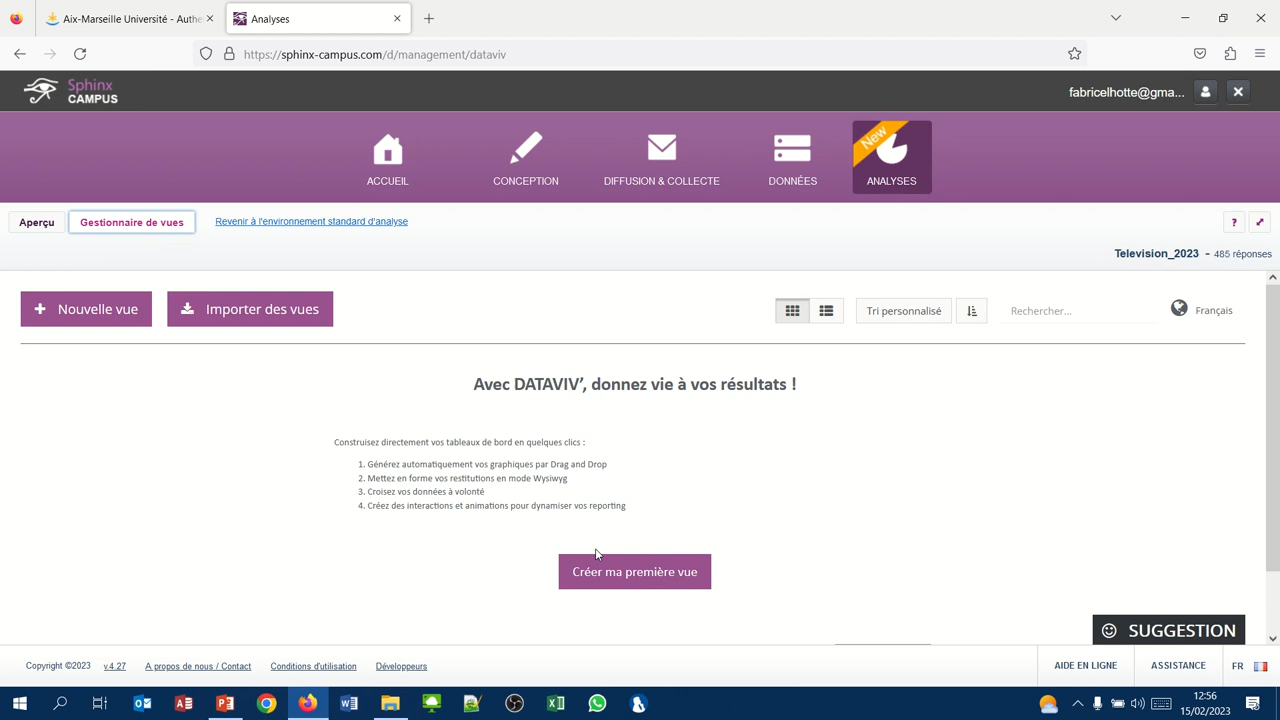 Aix-Marseille Université - Authe
Analyses
https://sphinx-campus.com/d/management/dataviv
Sphinx
CAMPUS
fabricelhotte@gma...
ACCUEIL
CONCEPTION
DIFFUSION & COLLECTE
DONNÉES
New
ANALYSES
Aperçu
Gestionnaire de vues
Revenir à l'environnement standard d'analyse
?
Television_2023 - 485 réponses
+ Nouvelle vue
Importer des vues
Tri personnalisé
Rechercher...
Français
Avec DATAVIV’, donnez vie à vos résultats !
Construisez directement vos tableaux de bord en quelques clics :
1. Générez automatiquement vos graphiques par Drag and Drop
2. Mettez en forme vos restitutions en mode Wysiwyg
3. Croisez vos données à volonté
4. Créez des interactions et animations pour dynamiser vos reporting
Créer ma première vue
SUGGESTION
Copyright ©2023
v.4.27
A propos de nous / Contact
Conditions d'utilisation
Développeurs
AIDE EN LIGNE
ASSISTANCE
FR
12:56
15/02/2023